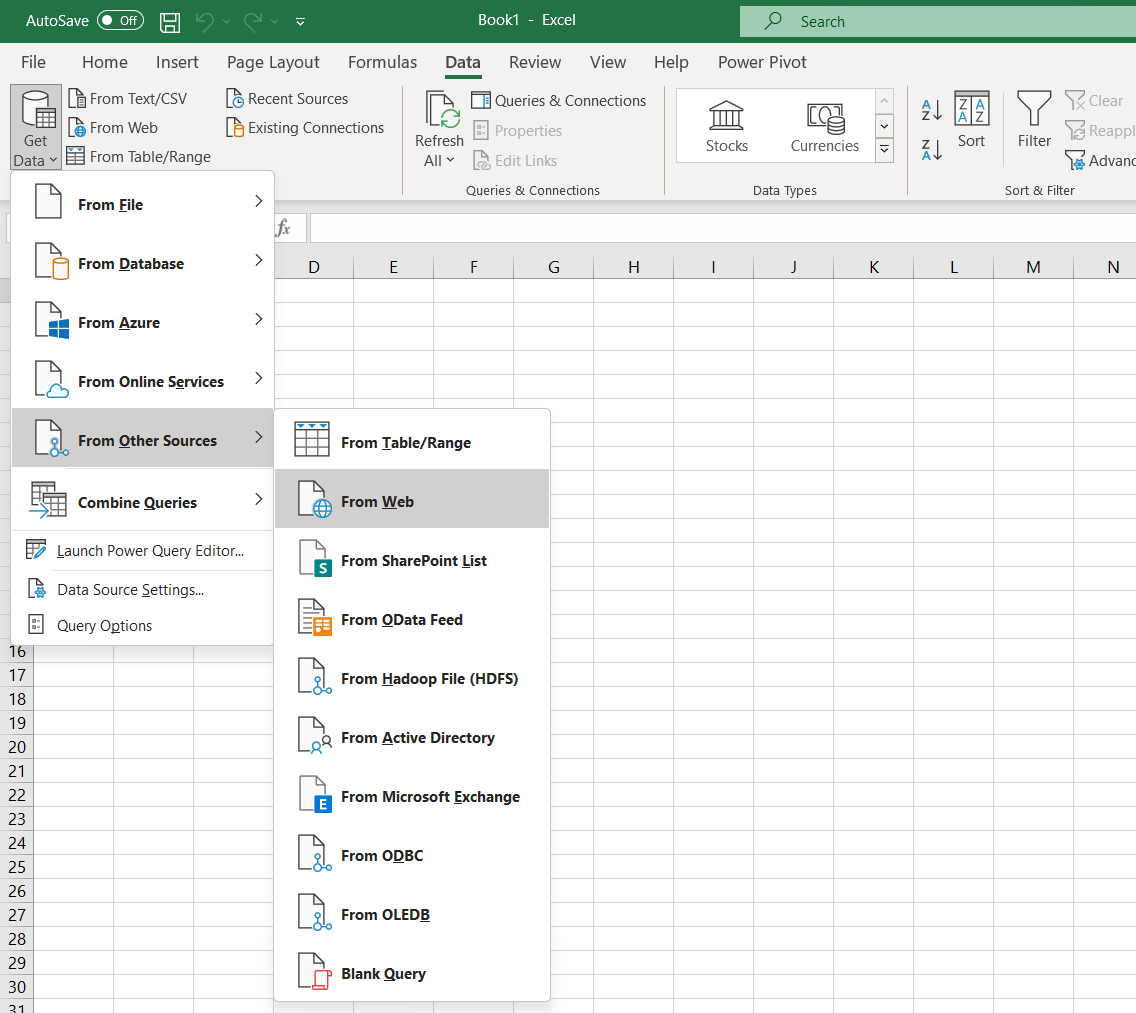 AutoSave Off Book1 - Excel Search
File Home Insert Page Layout Formulas Data Review View Help Power Pivot
Get Data
From Text/CSV
From Web
From Table/Range
Recent Sources
Existing Connections
Refresh All
Queries & Connections
Properties
Edit Links
Queries & Connections
Stocks
Currencies
Data Types
A
Z
Z
A
Z A
A Z
Sort
Filter
Clear
Reappl
Advanc
Sort & Filter
fx
D E F G H I J K L M N
From File
From Database
From Azure
From Online Services
From Other Sources
Combine Queries
Launch Power Query Editor...
Data Source Settings...
Query Options
From Table/Range
From Web
From SharePoint List
S
From OData Feed
From Hadoop File (HDFS)
From Active Directory
From Microsoft Exchange
E
From ODBC
From OLEDB
Blank Query
16
17
18
19
20
21
22
23
24
25
26
27
28
29
30
31